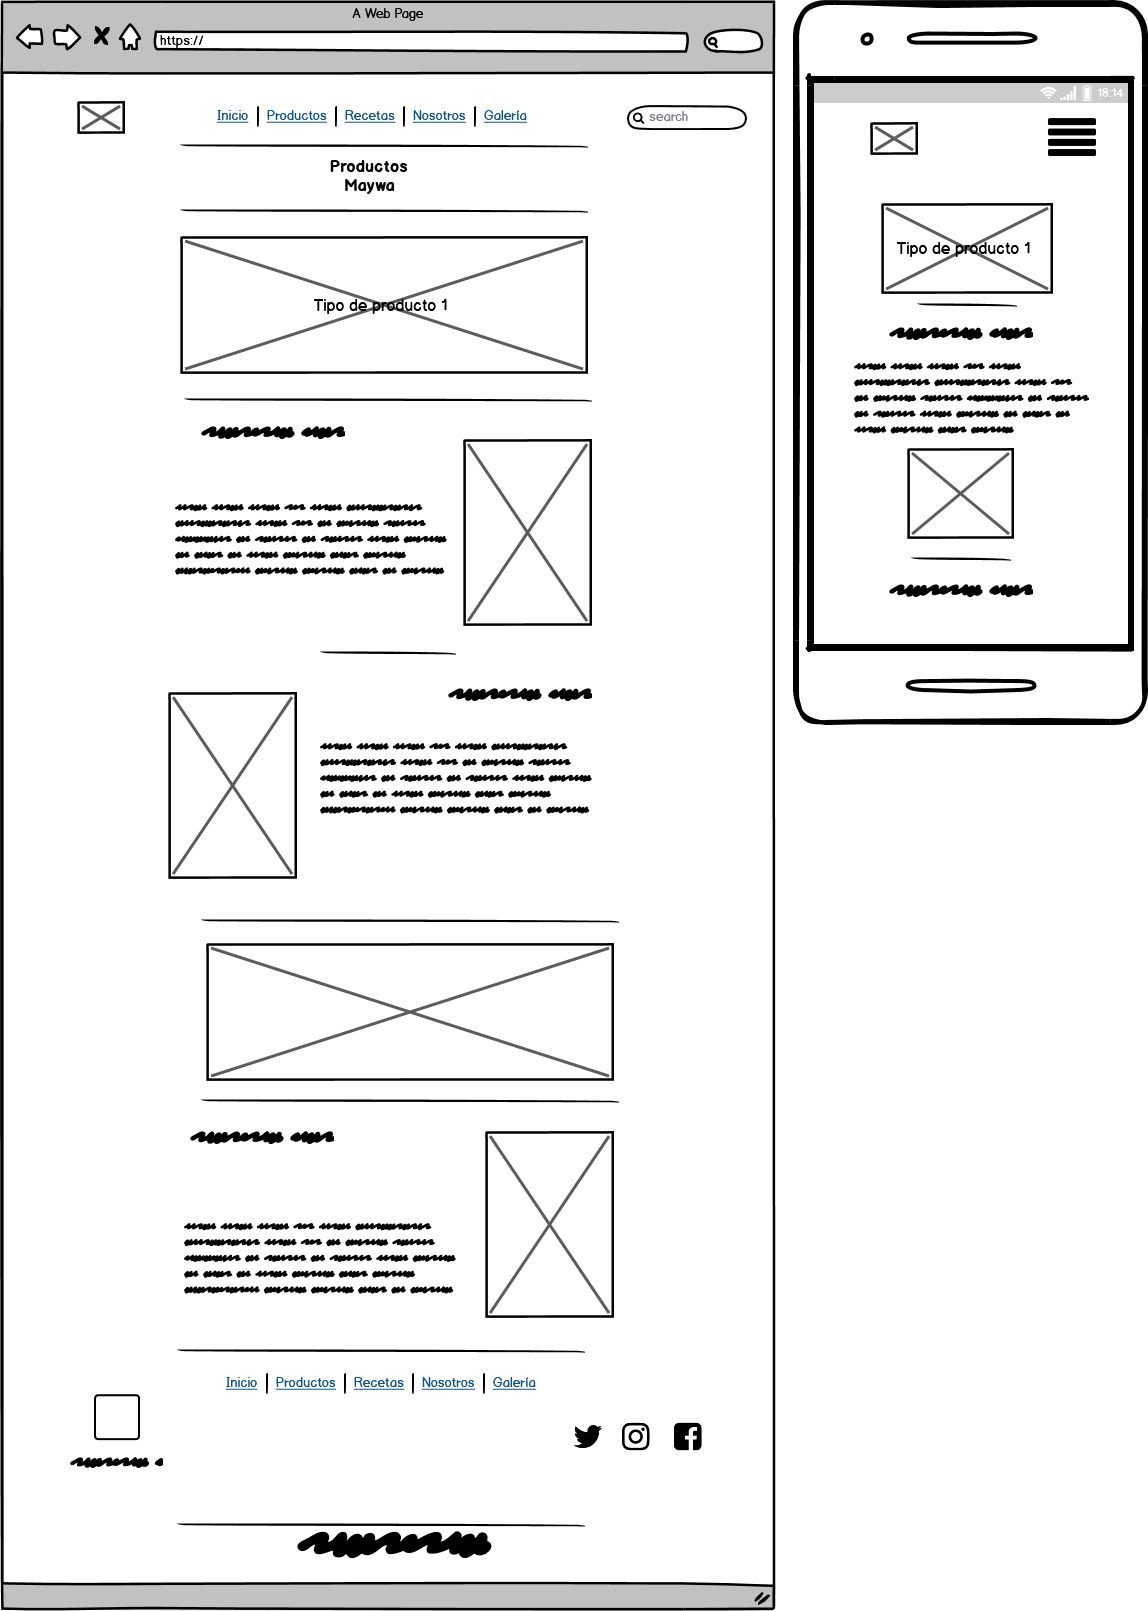 A Web Page
https://
Inicio Productos Recetas Nosotros Galería
search
Productos
Maywa
Tipo de producto 1
Inicio Productos Recetas Nosotros Galería
18:14
Tipo de producto 1